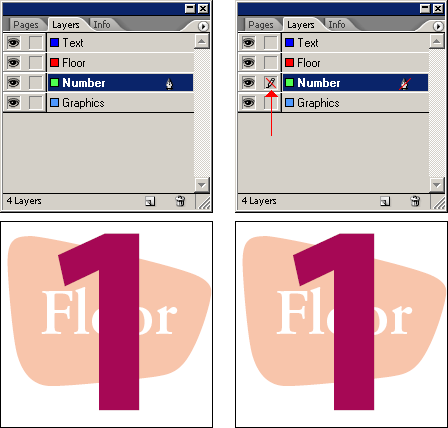 Pages Layers Info
Text
Floor
Number
Graphics
4 Layers
Pages Layers Info
Text
Floor
Number
Graphics
4 Layers
Floor
1
Floor
1